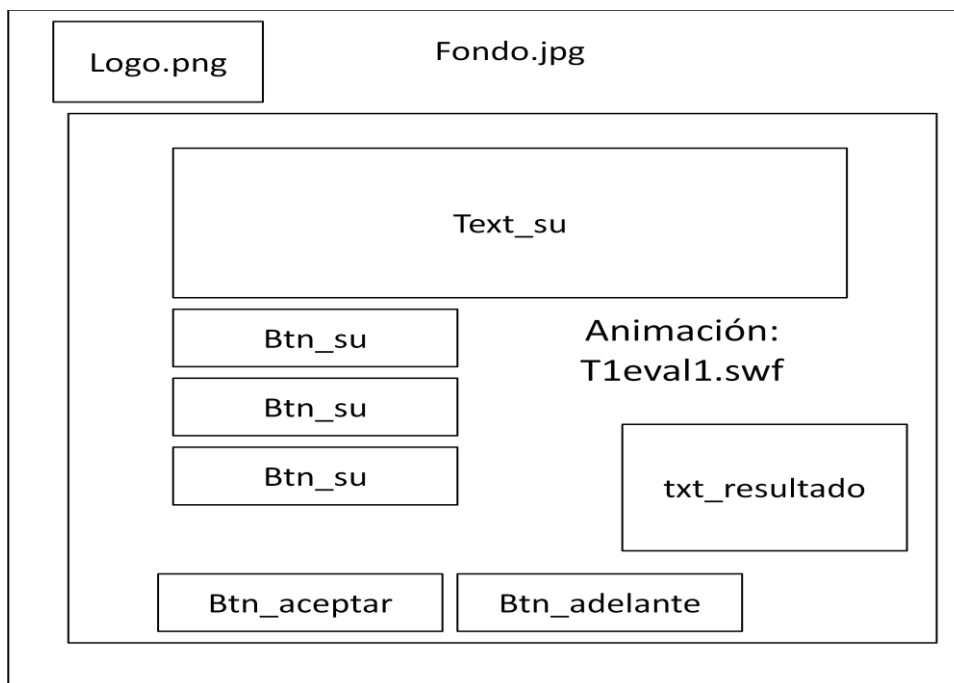 Logo.png
Fondo.jpg
Text_su
Btn_su
Animación:
T1eval1.swf
Btn_su
Btn_su
txt_resultado
Btn_aceptar
Btn_adelante